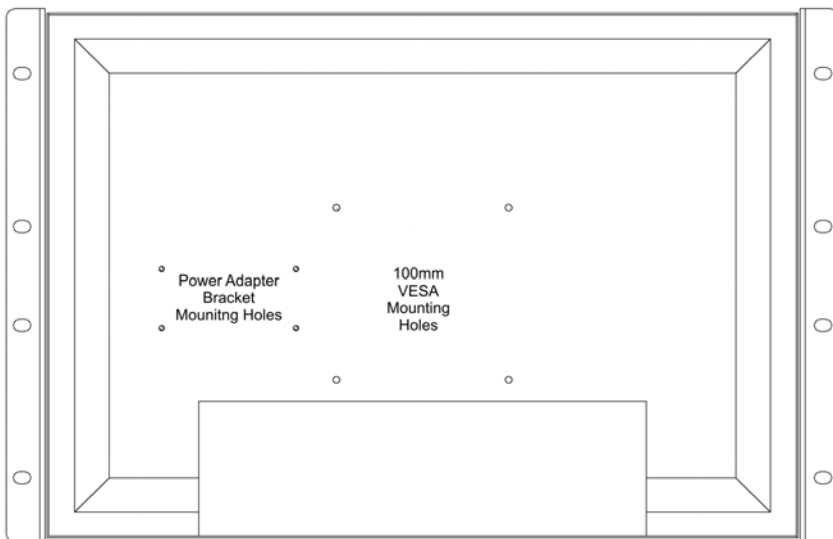 Power Adapter
Bracket
Mounitng Holes
100mm
VESA
Mounting
Holes